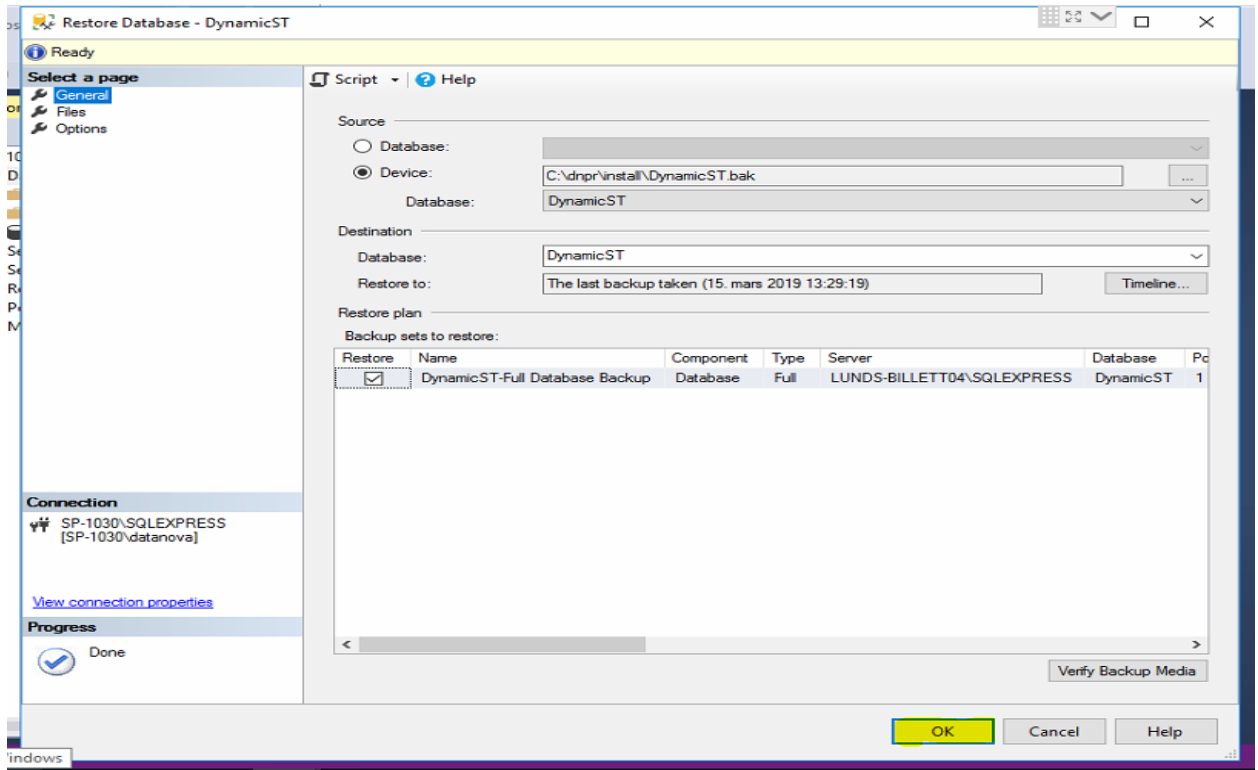 Restore Database - DynamicST
Ready
Select a page
General
Files
Options
Script
Help
Source
Database:
Device:
C:\dnpr\install\DynamicST.bak
...
Database:
DynamicST
Destination
Database:
DynamicST
Restore to:
The last backup taken (15. mars 2019 13:29:19)
Timeline...
Restore plan
Backup sets to restore:
Restore Name Component Type Server Database
DynamicST-Full Database Backup Database Full LUNDS-BILLETT04\SQLEXPRESS DynamicST 1
Connection
SP-1030\SQLEXPRESS
[SP-1030\datanova]
View connection properties
Progress
Done
Verify Backup Media
OK
Cancel
Help